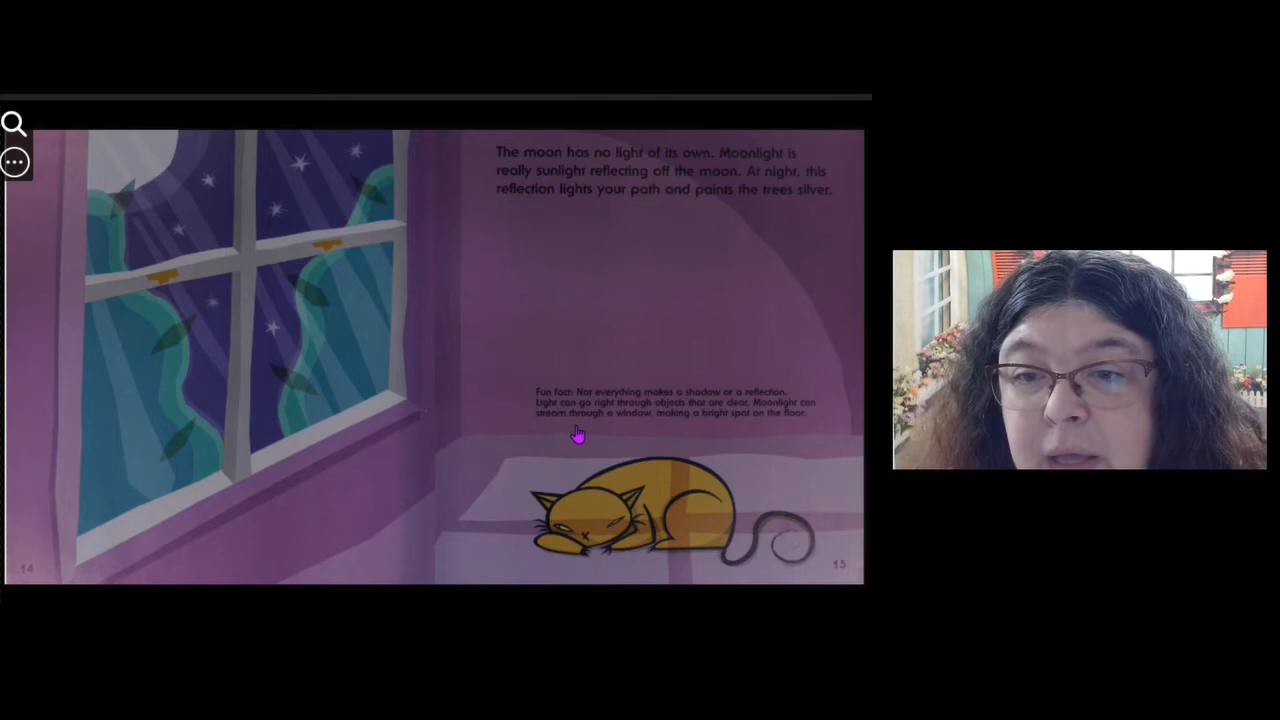 The moon has no light of its own. Moonlight is
really sunlight reflecting off the moon. At night, this
reflection lights your path and paints the trees silver.
Fun fact: Not everything makes a shadow or a reflection.
Light can go right through objects that are clear. Moonlight can
stream through a window, making a bright spot on the floor.
14
15